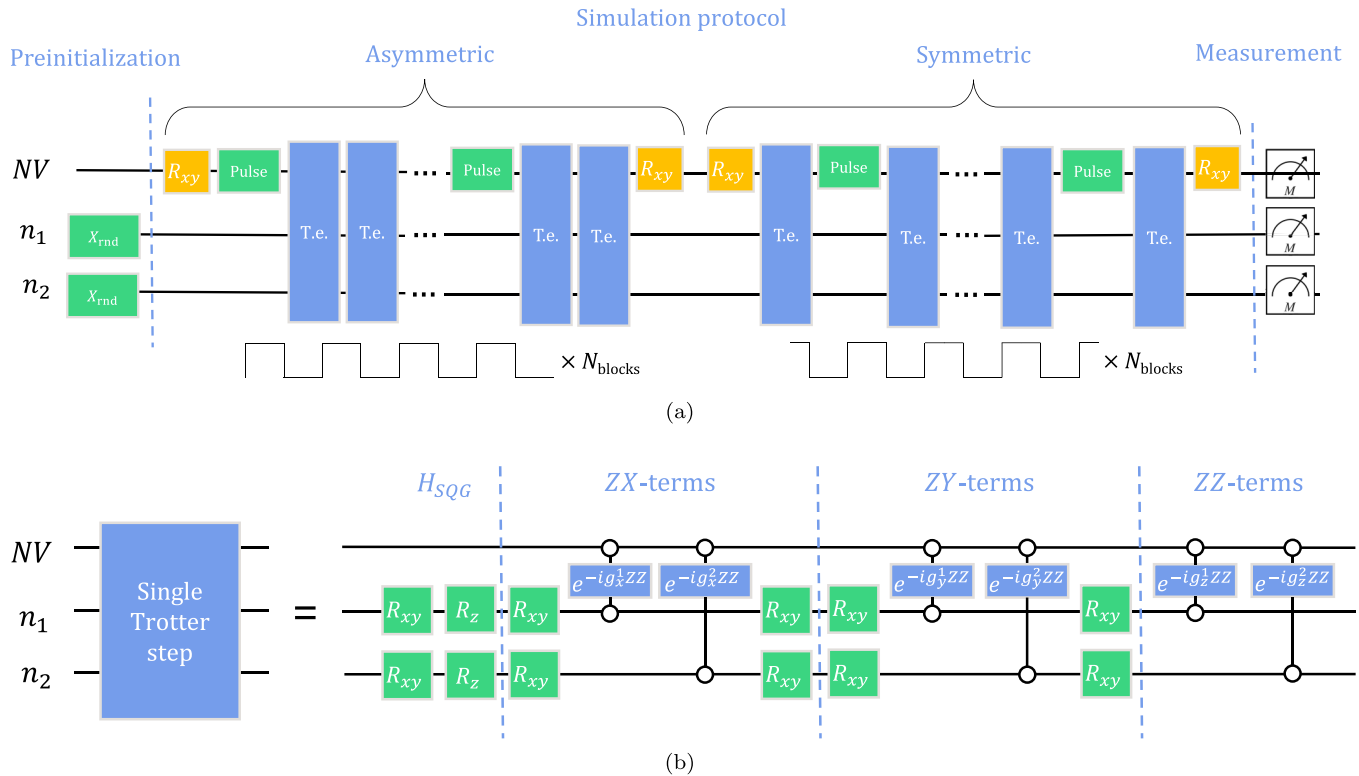 Simulation protocol
Preinitialization Asymmetric Symmetric Measurement
NV R_xy Pulse T.e. T.e. ... Pulse T.e. T.e. R_xy R_xy T.e. Pulse T.e. ... T.e. Pulse T.e. R_xy M
n_1 X_rnd ... ... M
n_2 X_rnd ... ... M
× N_blocks × N_blocks
(a)
H_SQG ZX-terms ZY-terms ZZ-terms
NV
Single Trotter step
=
e^{-ig_x^1 ZZ} e^{-ig_x^2 ZZ} e^{-ig_y^1 ZZ} e^{-ig_y^2 ZZ} e^{-ig_z^1 ZZ} e^{-ig_z^2 ZZ}
n_1 R_xy R_z R_xy R_xy R_xy R_xy
n_2 R_xy R_z R_xy R_xy R_xy R_xy
(b)